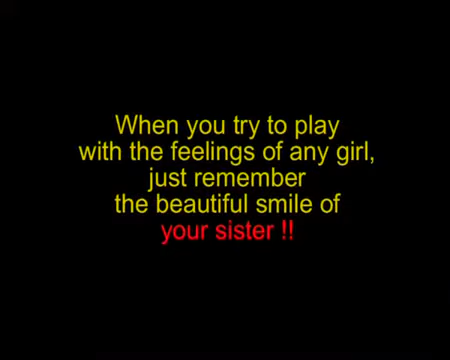 When you try to play
with the feelings of any girl,
just remember
the beautiful smile of
your sister !!